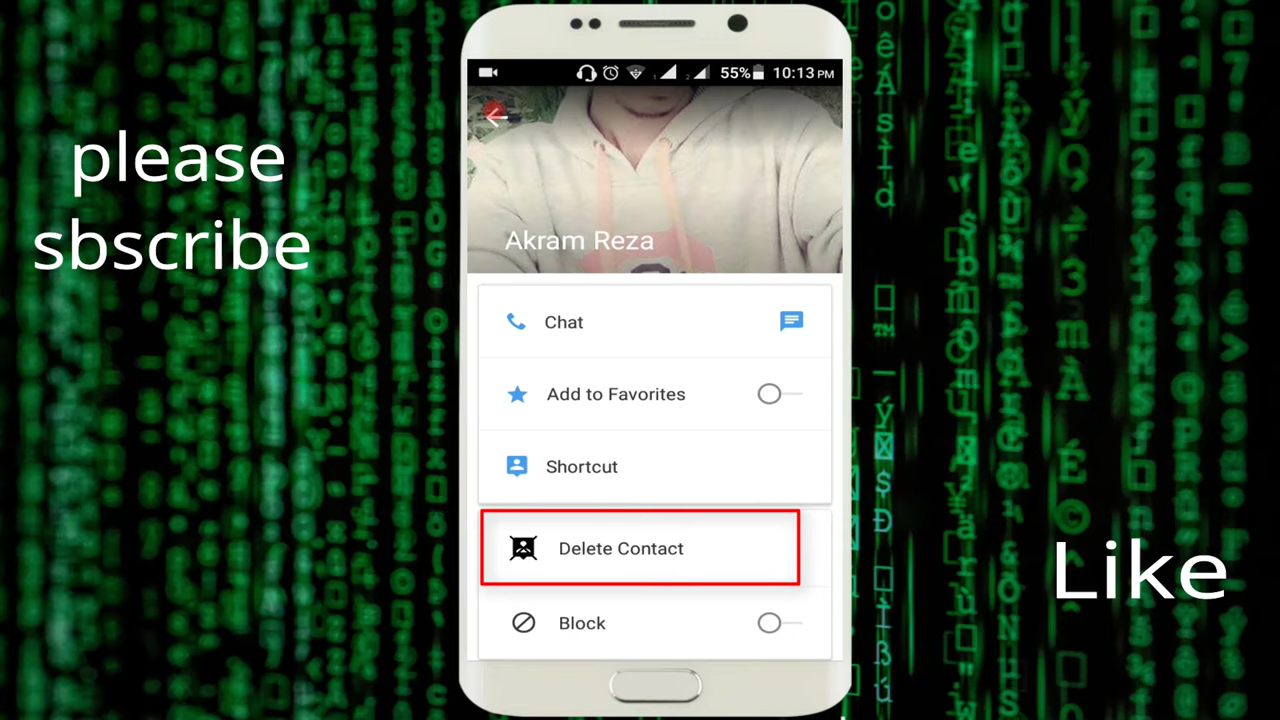 please
sbscribe
55% 10:13 PM
Akram Reza
Chat
Add to Favorites
Shortcut
Delete Contact
Block
Like